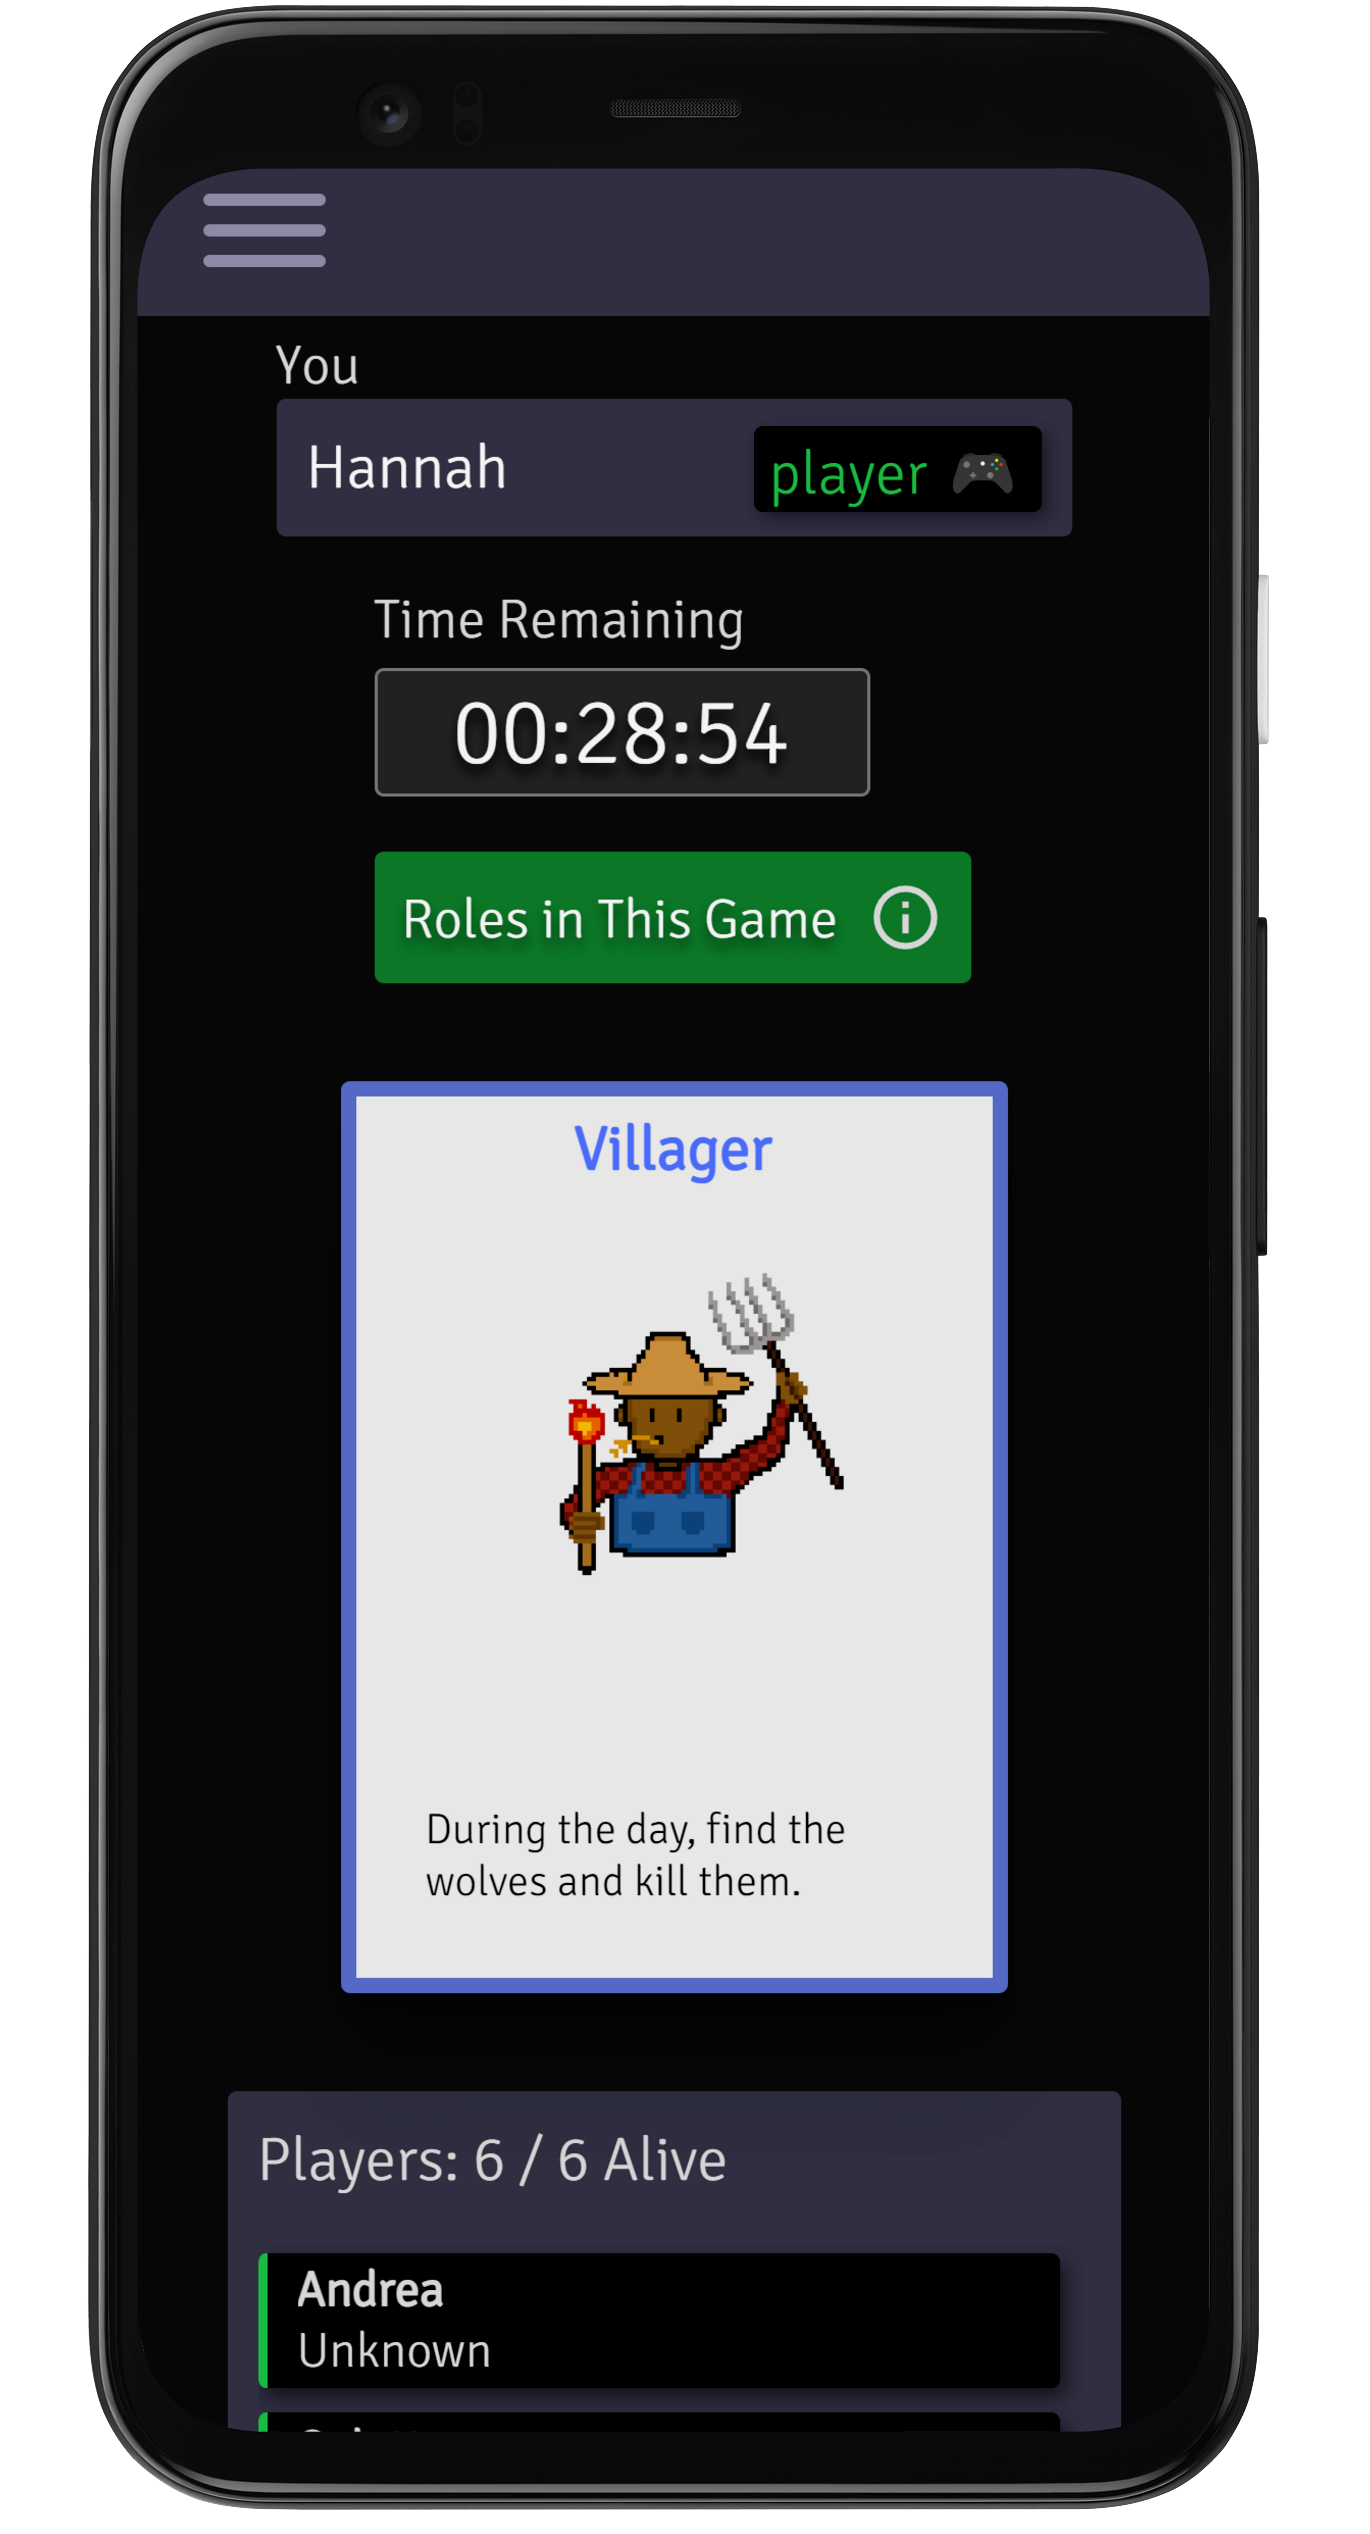 You
Hannah
player
Time Remaining
00:28:54
Roles in This Game
Villager
During the day, find the
wolves and kill them.
Players: 6 / 6 Alive
Andrea
Unknown